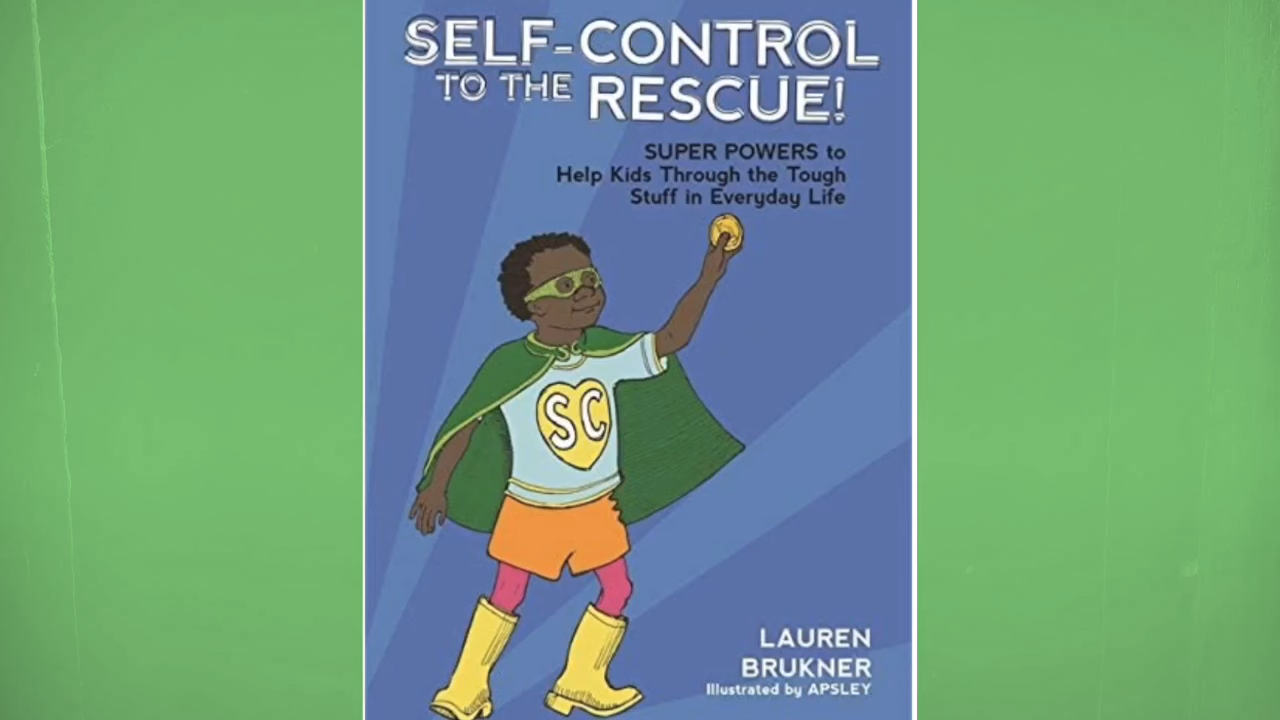 SELF-CONTROL
TO THE RESCUE!
SUPER POWERS to
Help Kids Through the Tough
Stuff in Everyday Life
SC
SC
LAUREN
BRUKNER
Illustrated by APSLEY